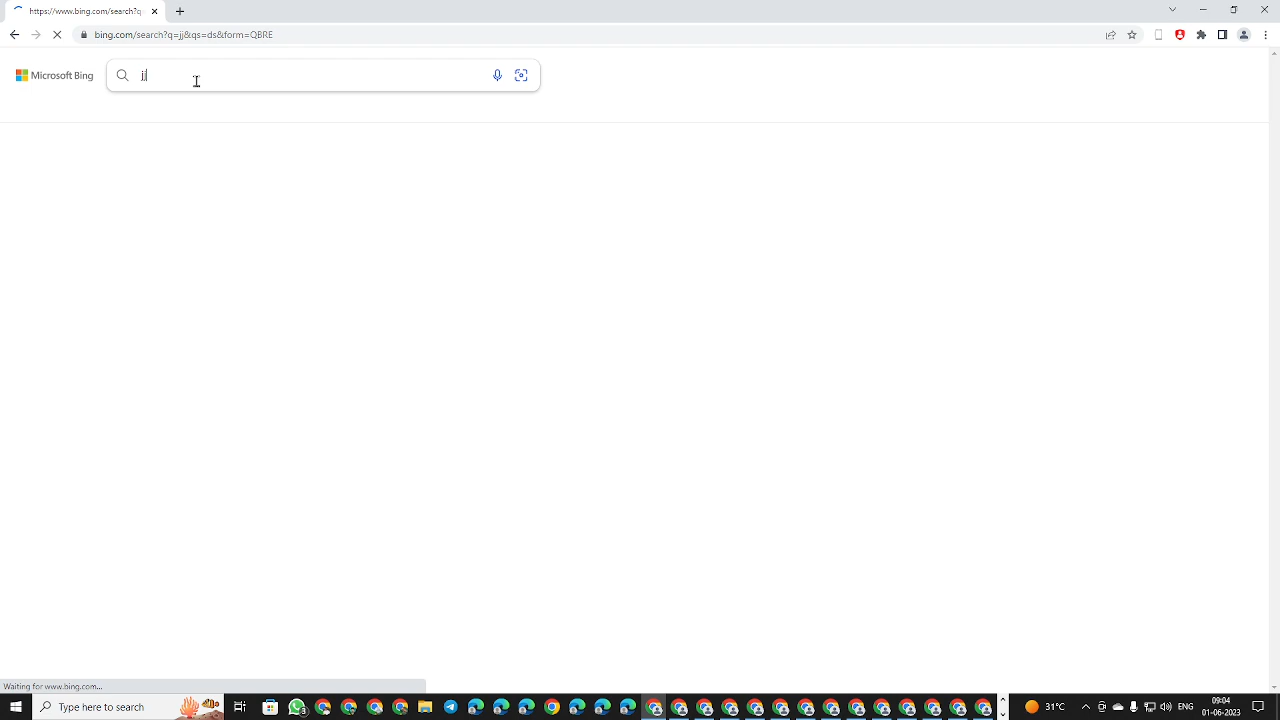 https://www.bing.com/search?q
bing.com/search?q=jj&qs=ds&form=QBRE
Microsoft Bing
jj
Waiting for www.bing.com...
Type here to search
3
31°C
ENG
09:04
01-06-2023